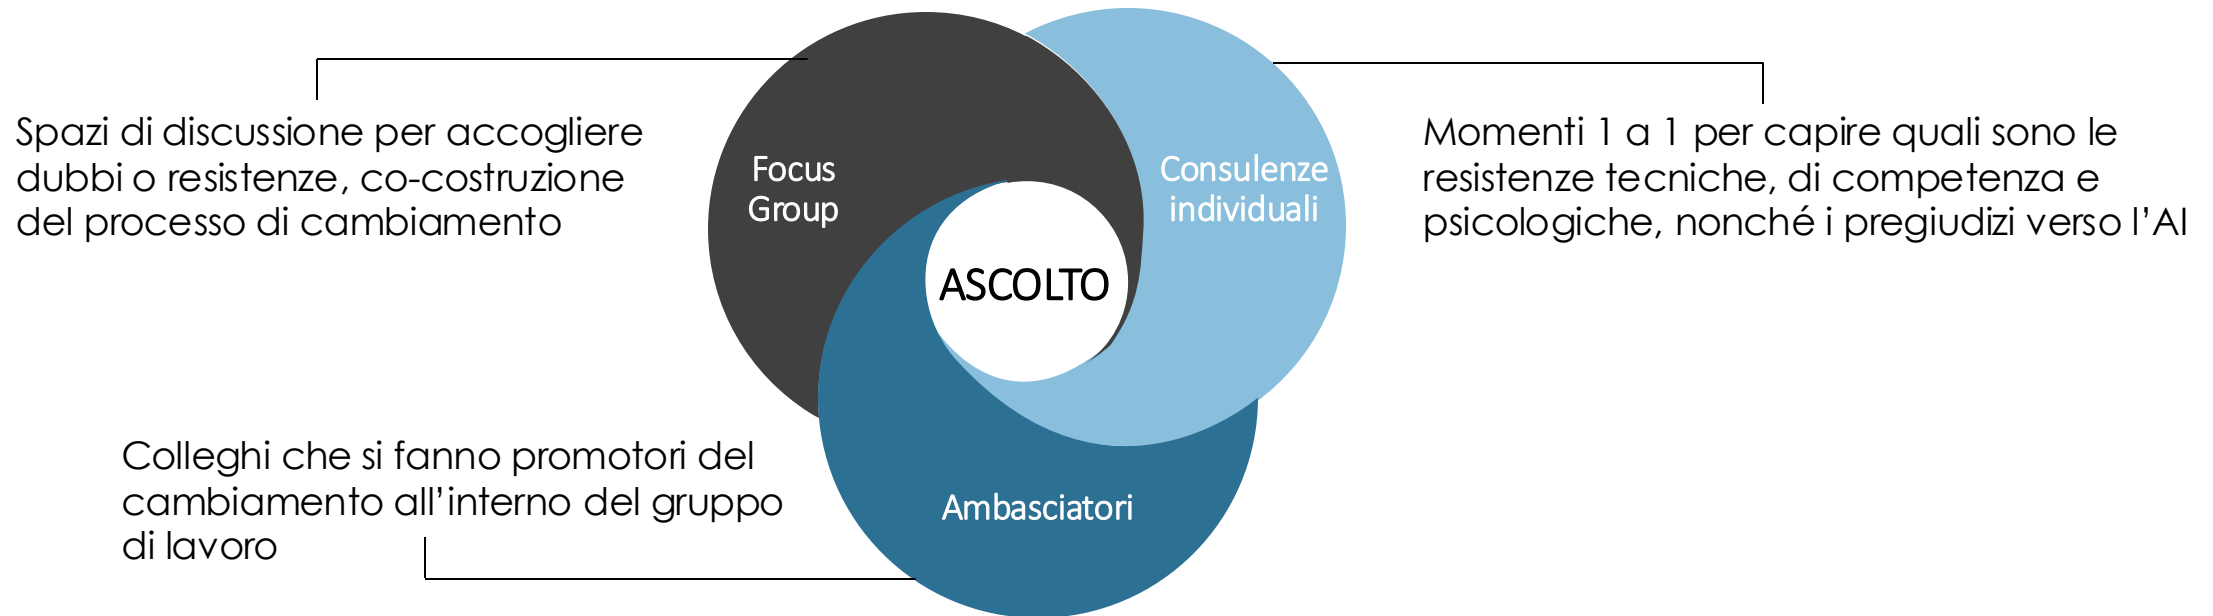 Spazi di discussione per accogliere
dubbi o resistenze, co-costruzione
del processo di cambiamento
Focus
Group
Consulenze
individuali
Momenti 1 a 1 per capire quali sono le
resistenze tecniche, di competenza e
psicologiche, nonché i pregiudizi verso l’AI
ASCOLTO
Colleghi che si fanno promotori del
cambiamento all’interno del gruppo
di lavoro
Ambasciatori